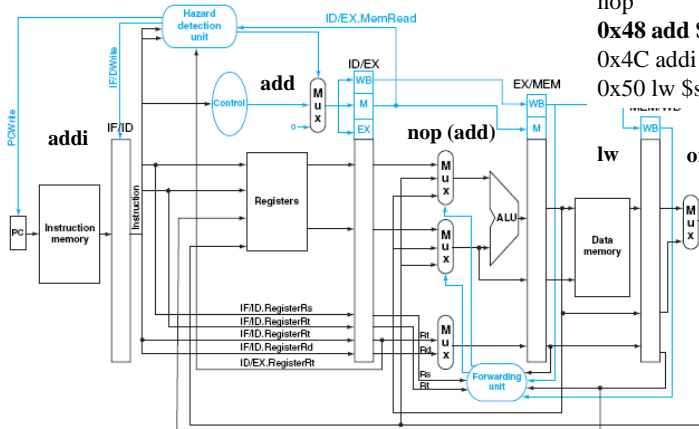 nop
0x48 add $
0x4C addi
0x50 lw $s
Hazard
detection
unit
ID/EX.MemRead
IF/DWrite
PCWrite
add
ID/EX
WB
M
EX
Control
0
M
u
x
EX/MEM
WB
M
MEM/WB
WB
addi
IF/ID
nop (add)
lw
PC
Instruction
memory
Instruction
Registers
M
u
x
M
u
x
ALU
Data
memory
M
u
x
IF/ID.RegisterRs
IF/ID.RegisterRt
IF/ID.RegisterRt
IF/ID.RegisterRd
ID/EX.RegisterRt
Rt
Rd
M
u
x
Rs
Rt
Forwarding
unit